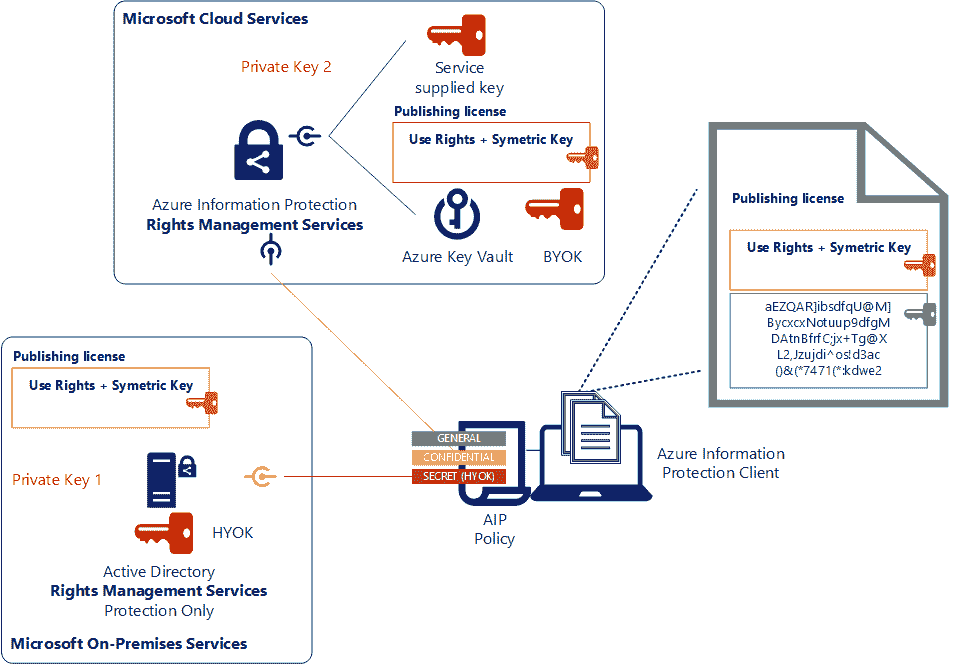 Microsoft Cloud Services
Private Key 2
Service
supplied key
Publishing license
Use Rights + Symetric Key
Azure Information Protection
Rights Management Services
Azure Key Vault
BYOK
Publishing license
Use Rights + Symetric Key
aEZQAR]ibsdfqU@M]
BycxcxNotuup9dfgM
DAtnBfrfC;jx+Tg@X
L2,Jzujdi^os!d3ac
()&(*7471(*:kdwe2
Publishing license
Use Rights + Symetric Key
Private Key 1
HYOK
Active Directory
Rights Management Services
Protection Only
Microsoft On-Premises Services
GENERAL
CONFIDENTIAL
SECRET (HYOK)
AIP
Policy
Azure Information
Protection Client